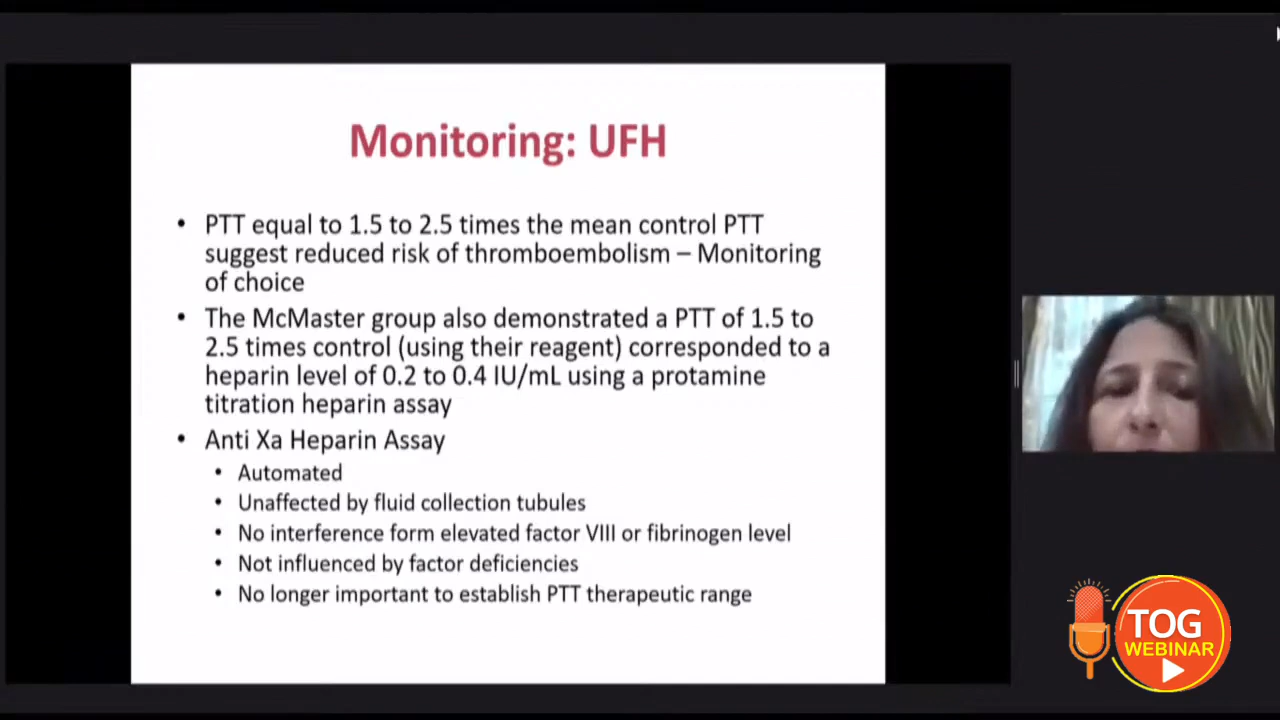 Monitoring: UFH
• PTT equal to 1.5 to 2.5 times the mean control PTT
suggest reduced risk of thromboembolism – Monitoring
of choice
• The McMaster group also demonstrated a PTT of 1.5 to
2.5 times control (using their reagent) corresponded to a
heparin level of 0.2 to 0.4 IU/mL using a protamine
titration heparin assay
• Anti Xa Heparin Assay
• Automated
• Unaffected by fluid collection tubules
• No interference form elevated factor VIII or fibrinogen level
• Not influenced by factor deficiencies
• No longer important to establish PTT therapeutic range
TOG
WEBINAR